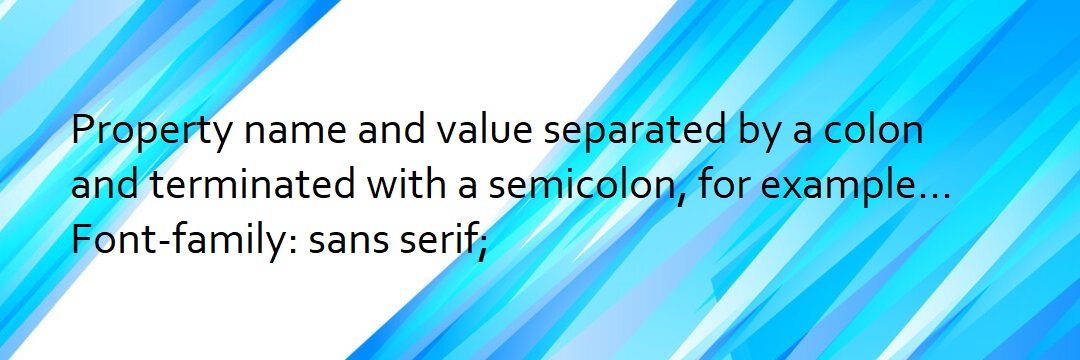 Property name and value separated by a colon
and terminated with a semicolon, for example...
Font-family: sans serif;